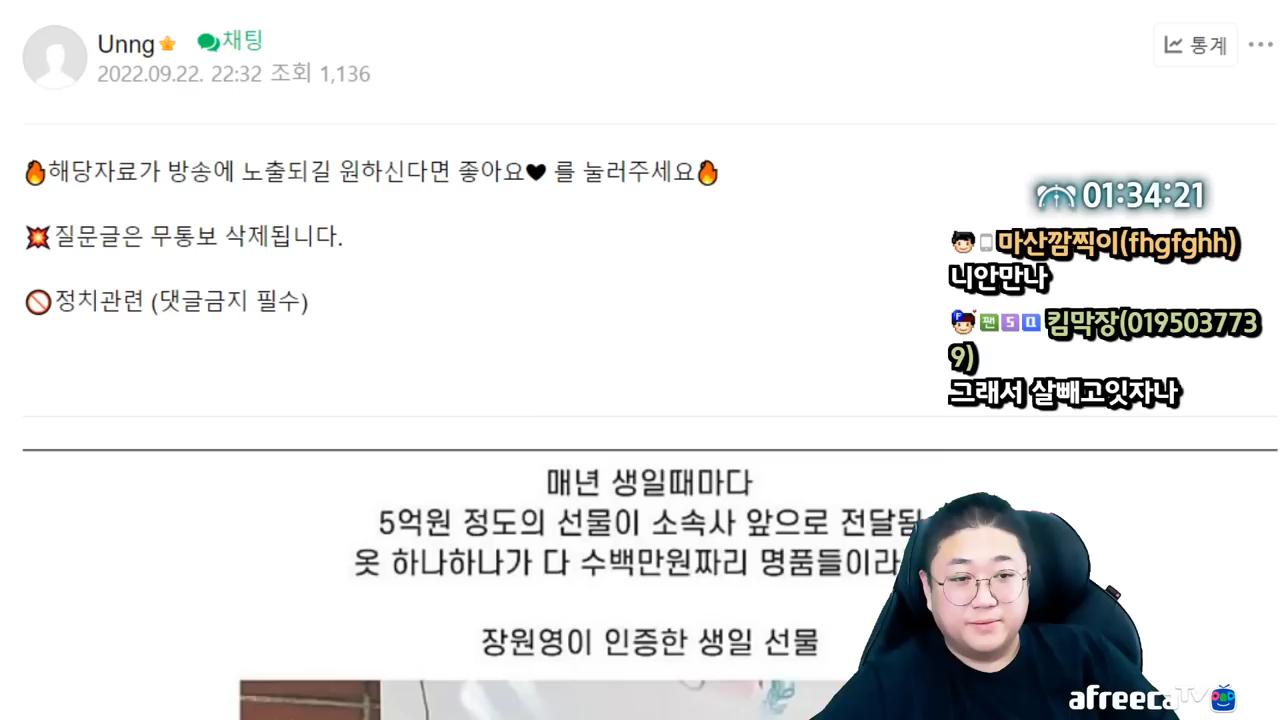 Unng 채팅
통계
2022.09.22. 22:32 조회 1,136
🔥해당자료가 방송에 노출되길 원하신다면 좋아요🖤 를 눌러주세요🔥
💥질문글은 무통보 삭제됩니다.
🚫정치관련 (댓글금지 필수)
01:34:21
마산깜찍이(fhgfghh)
니안만나
F 팬 5 교 킴막장(019503773
9)
그래서 살빼고잇자나
매년 생일때마다
5억원 정도의 선물이 소속사 앞으로 전달됨
옷 하나하나가 다 수백만원짜리 명품들이라
장원영이 인증한 생일 선물
afreecaTV